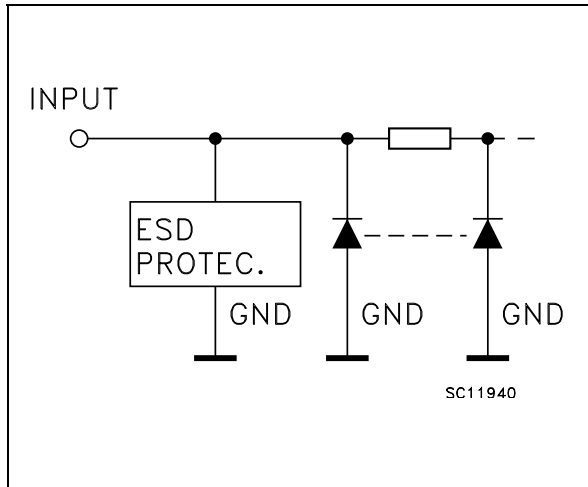 INPUT
ESD
PROTEC.
GND GND GND
SC11940